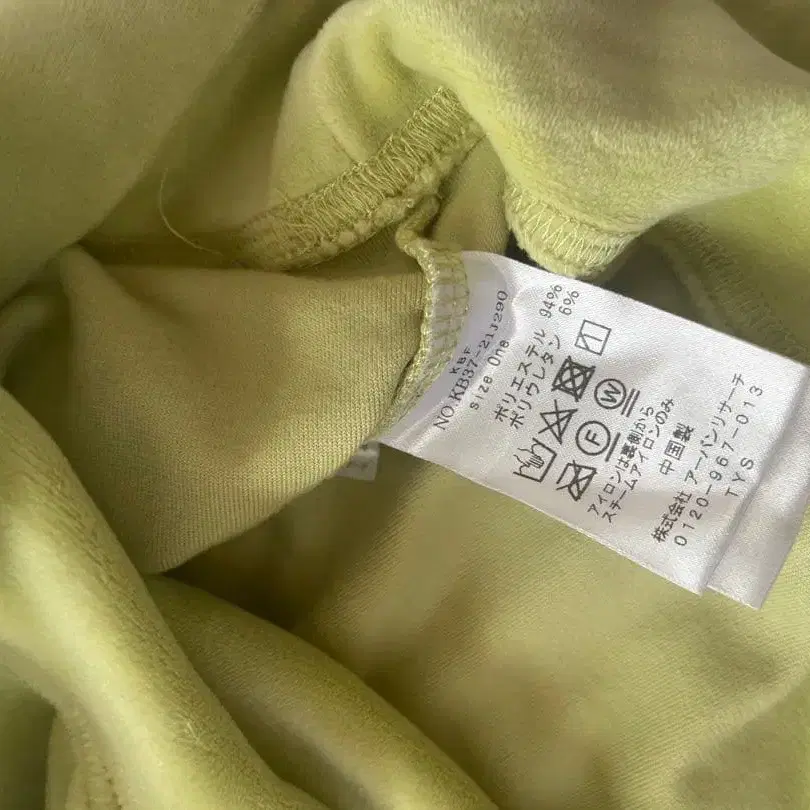 KBF
NO.KB37-21J290
size One
ポリエステル 94%
ポリウレタン 6%
W
F
アイロンは裏側から
スチームアイロンのみ
中国製
株式会社 アーバンリサーチ
0120-967-013
TYS